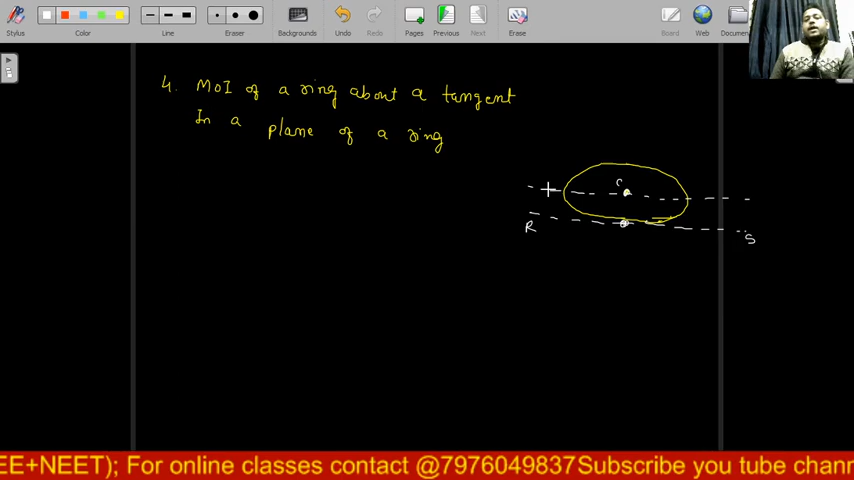 Stylus
Color
Line
Eraser
Backgrounds
Undo
Redo
Pages
Previous
Next
Erase
Board
Web
Documen
4. MoI of a ring about a tangent
In a plane of a ring
C
R
S
EE+NEET); For online classes contact @7976049837Subscribe you tube chann